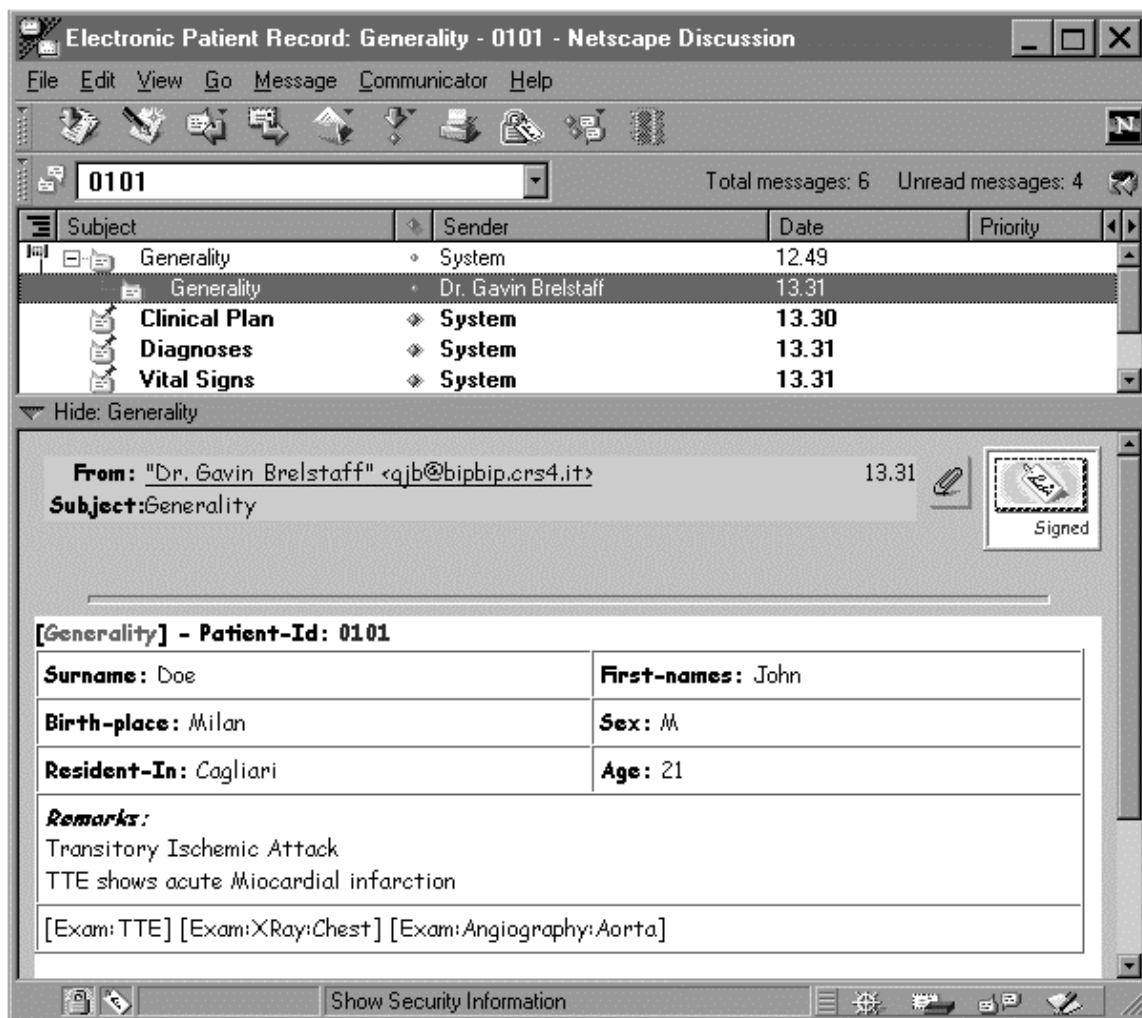 Electronic Patient Record: Generality - 0101 - Netscape Discussion
File Edit View Go Message Communicator Help
N
0101 Total messages: 6 Unread messages: 4
Subject Sender Date Priority
Generality System 12.49
Generality Dr. Gavin Brelstaff 13.31
Clinical Plan System 13.30
Diagnoses System 13.31
Vital Signs System 13.31
Hide: Generality
From: "Dr. Gavin Brelstaff" <gjb@bipbip.crs4.it> 13.31
Subject:Generality
Signed
[Generality] - Patient-Id: 0101
Surname: Doe First-names: John
Birth-place: Milan Sex: M
Resident-In: Cagliari Age: 21
Remarks:
Transitory Ischemic Attack
TTE shows acute Miocardial infarction
[Exam:TTE] [Exam:XRay:Chest] [Exam:Angiography:Aorta]
Show Security Information